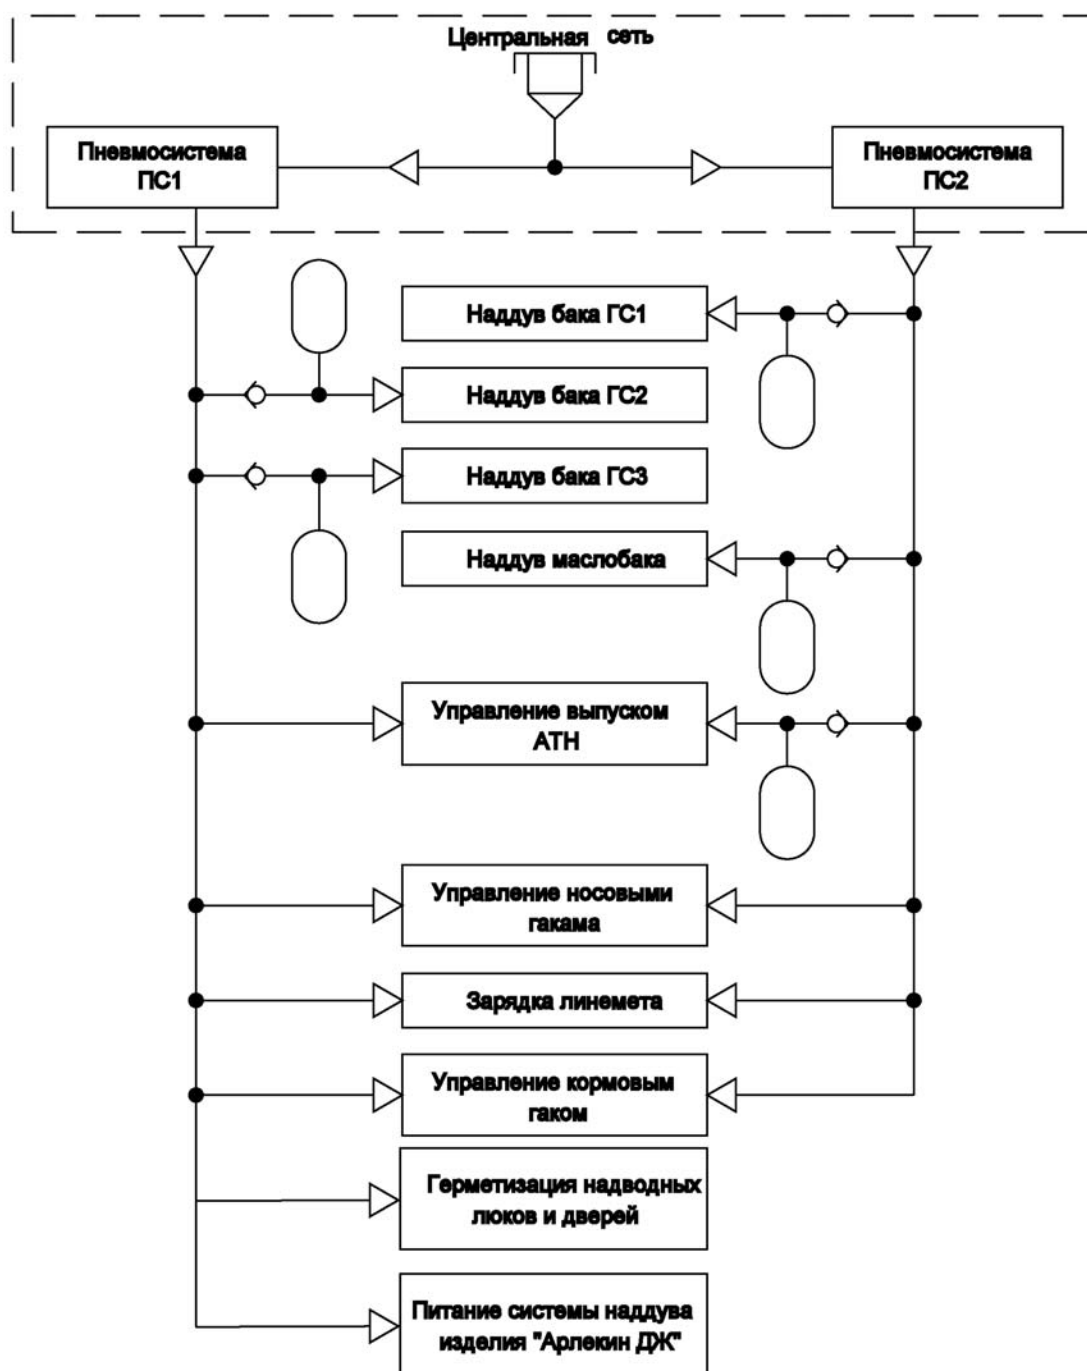 Центральная сеть
Пневмосистема
ПС1
Пневмосистема
ПС2
Наддув бака ГС1
Наддув бака ГС2
Наддув бака ГС3
Наддув маслобака
Управление выпуском
АТН
Управление носовыми
гакама
Зарядка линемета
Управление кормовым
гаком
Герметизация надводных
люков и дверей
Питание системы наддува
изделия "Арлекин ДЖ"